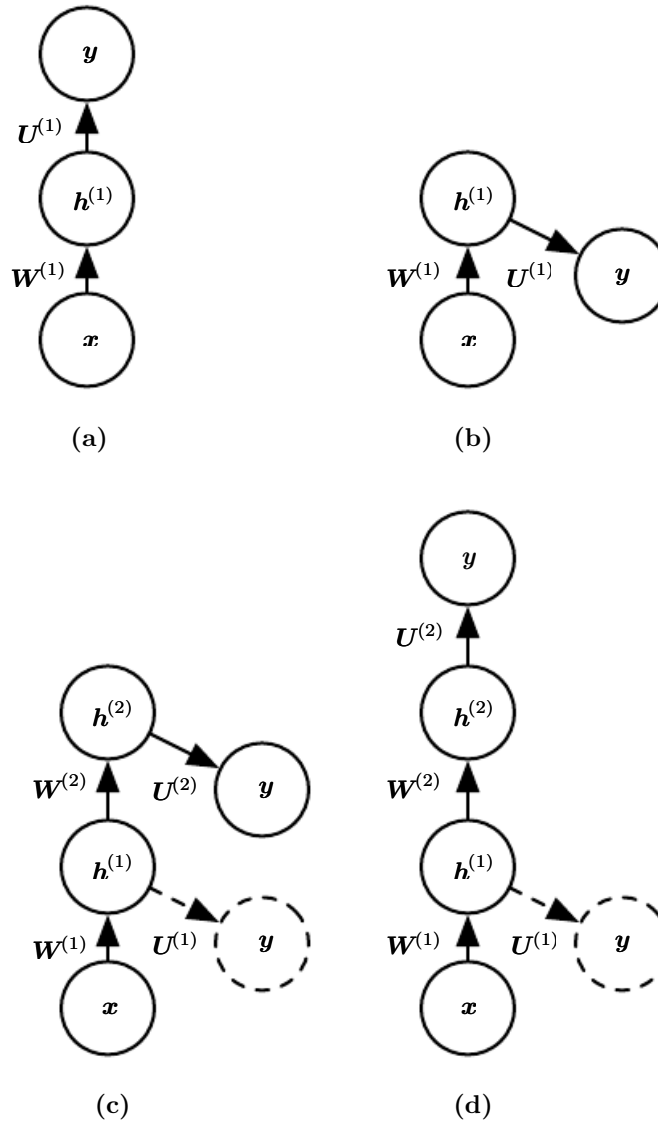 y
U^(1)
h^(1)
h^(1)
W^(1)
W^(1)
U^(1)
y
x
x
(a)
(b)
y
U^(2)
h^(2)
h^(2)
W^(2)
U^(2)
y
W^(2)
h^(1)
h^(1)
W^(1)
U^(1)
y
W^(1)
U^(1)
y
x
x
(c)
(d)